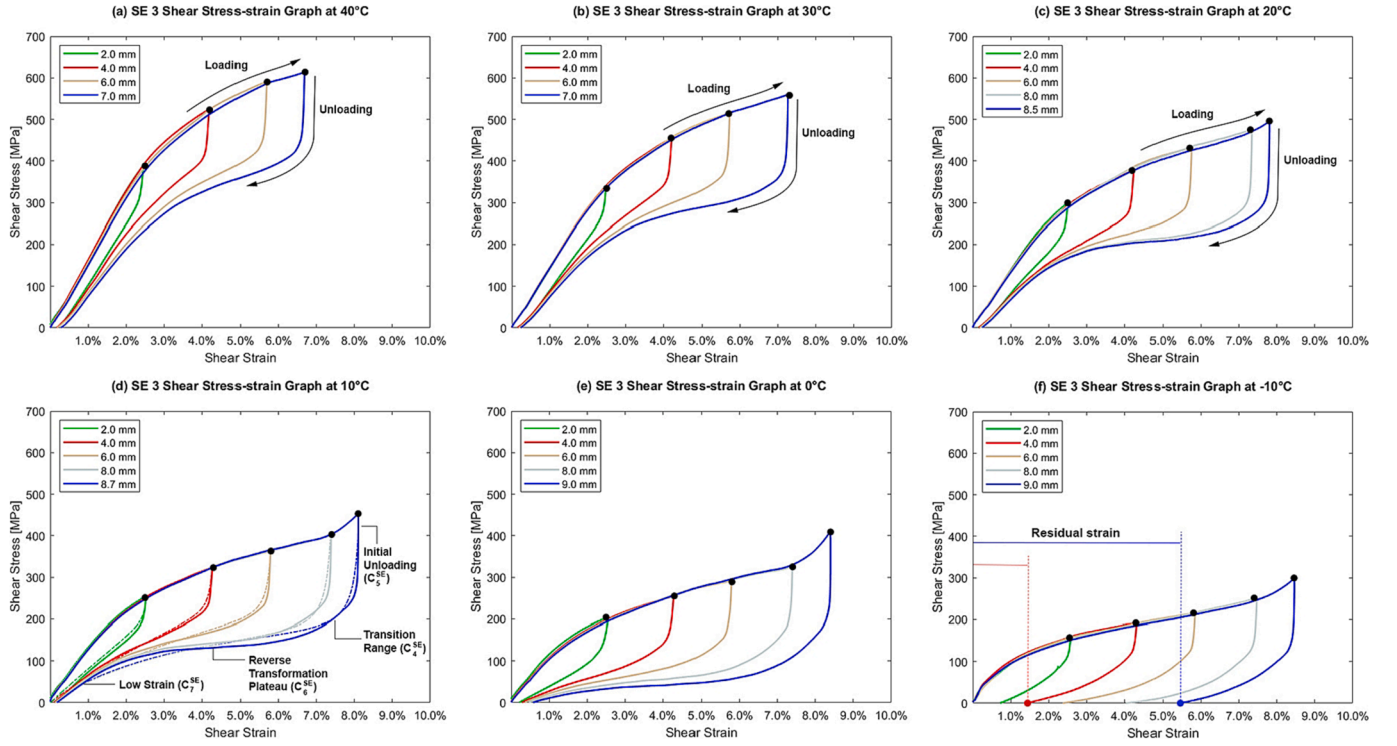 (a) SE 3 Shear Stress-strain Graph at 40°C
700
600
500
400
300
200
100
0
Shear Stress [MPa]
2.0 mm
4.0 mm
6.0 mm
7.0 mm
Loading
Unloading
1.0% 2.0% 3.0% 4.0% 5.0% 6.0% 7.0% 8.0% 9.0% 10.0%
Shear Strain
(b) SE 3 Shear Stress-strain Graph at 30°C
700
600
500
400
300
200
100
0
Shear Stress [MPa]
2.0 mm
4.0 mm
6.0 mm
7.0 mm
Loading
Unloading
1.0% 2.0% 3.0% 4.0% 5.0% 6.0% 7.0% 8.0% 9.0% 10.0%
Shear Strain
(c) SE 3 Shear Stress-strain Graph at 20°C
700
600
500
400
300
200
100
0
Shear Stress [MPa]
2.0 mm
4.0 mm
6.0 mm
8.0 mm
8.5 mm
Loading
Unloading
1.0% 2.0% 3.0% 4.0% 5.0% 6.0% 7.0% 8.0% 9.0% 10.0%
Shear Strain
(d) SE 3 Shear Stress-strain Graph at 10°C
700
600
500
400
300
200
100
0
Shear Stress [MPa]
2.0 mm
4.0 mm
6.0 mm
8.0 mm
8.7 mm
Initial
Unloading
(C₅^SE)
Transition
Range (C₄^SE)
Reverse
Transformation
Plateau (C₆^SE)
Low Strain (C₇^SE)
1.0% 2.0% 3.0% 4.0% 5.0% 6.0% 7.0% 8.0% 9.0% 10.0%
Shear Strain
(e) SE 3 Shear Stress-strain Graph at 0°C
700
600
500
400
300
200
100
0
Shear Stress [MPa]
2.0 mm
4.0 mm
6.0 mm
8.0 mm
9.0 mm
1.0% 2.0% 3.0% 4.0% 5.0% 6.0% 7.0% 8.0% 9.0% 10.0%
Shear Strain
(f) SE 3 Shear Stress-strain Graph at -10°C
700
600
500
400
300
200
100
0
Shear Stress [MPa]
2.0 mm
4.0 mm
6.0 mm
8.0 mm
9.0 mm
Residual strain
1.0% 2.0% 3.0% 4.0% 5.0% 6.0% 7.0% 8.0% 9.0% 10.0%
Shear Strain